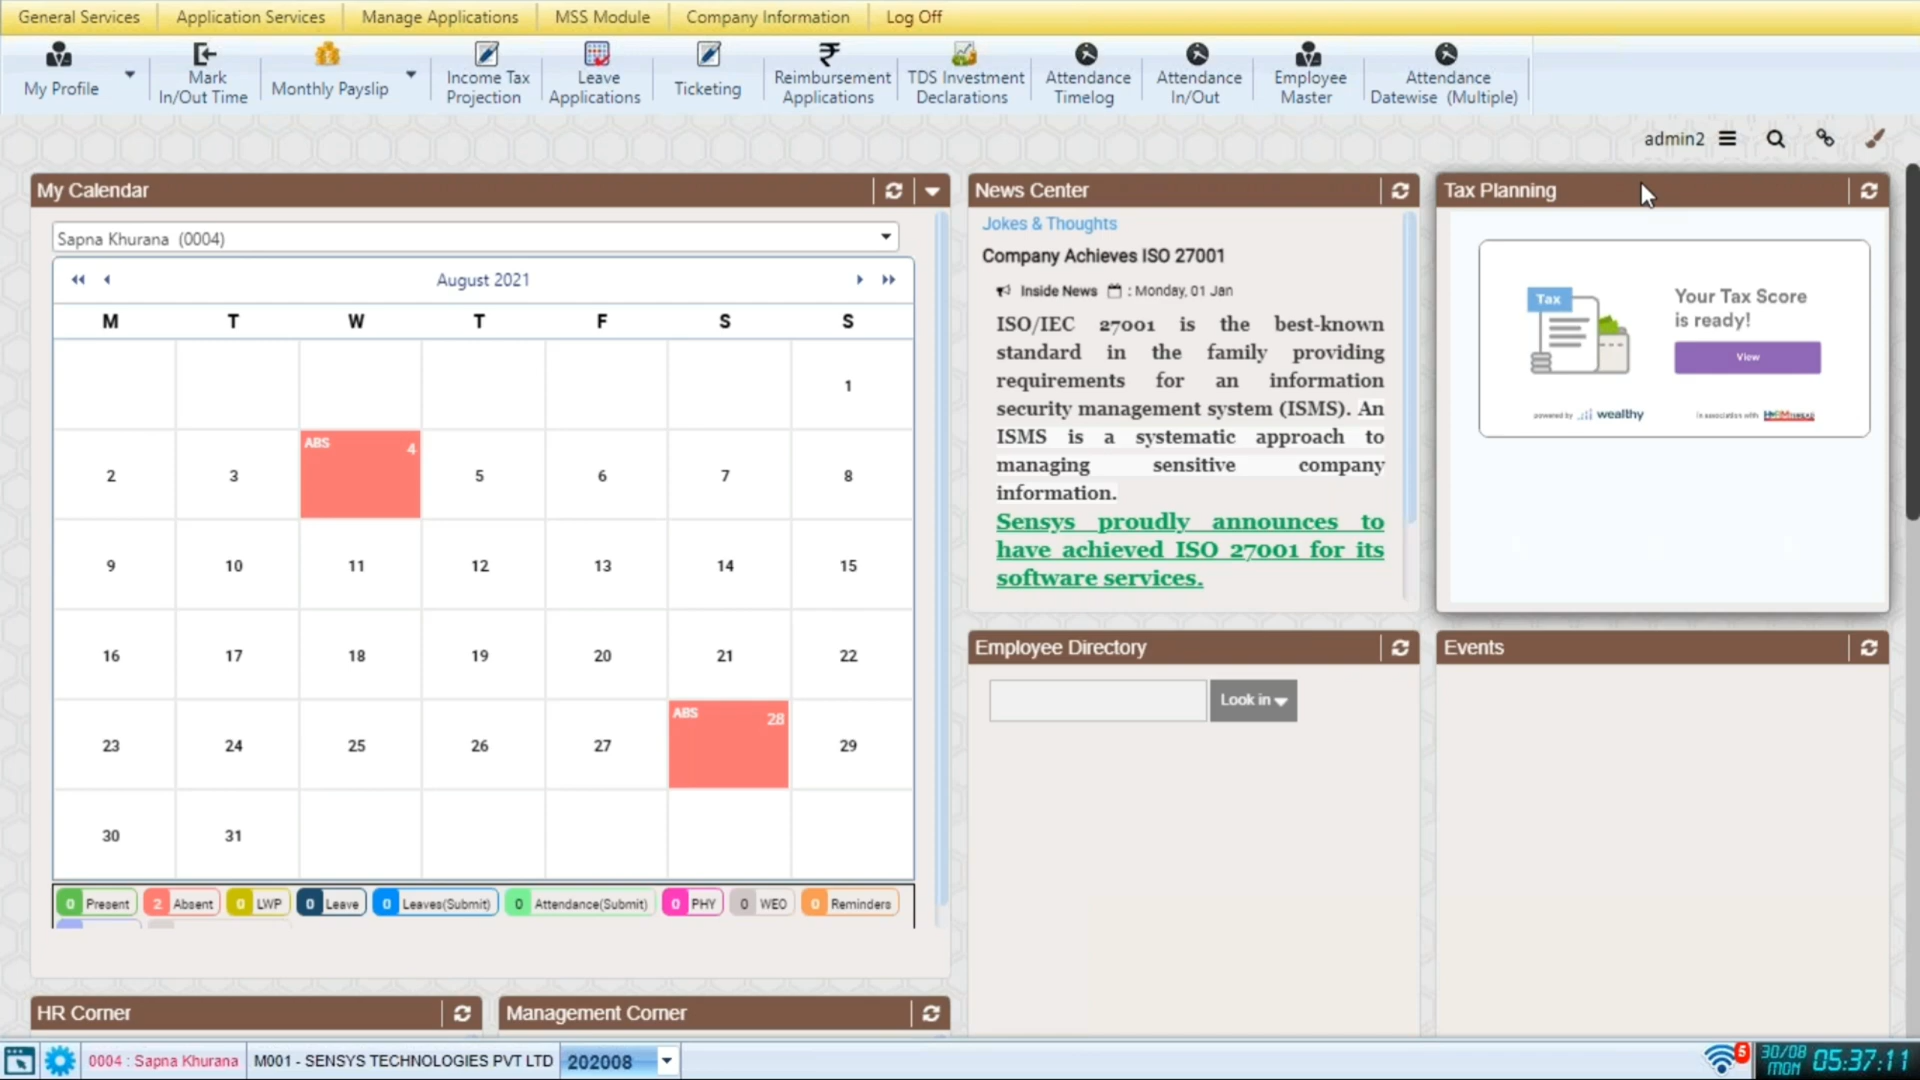 General Services
Application Services
Manage Applications
MSS Module
Company Information
Log Off
My Profile
Mark
In/Out Time
Monthly Payslip
Income Tax
Projection
Leave
Applications
Ticketing
Reimbursement
Applications
TDS Investment
Declarations
Attendance
Timelog
Attendance
In/Out
Employee
Master
Attendance
Datewise (Multiple)
admin2
My Calendar
Sapna Khurana (0004)
August 2021
M T W T F S S
1
2 3 ABS 4 5 6 7 8
9 10 11 12 13 14 15
16 17 18 19 20 21 22
23 24 25 26 27 ABS 28 29
30 31
0 Present 2 Absent 0 LWP 0 Leave 0 Leaves(Submit) 0 Attendance(Submit) 0 PHY 0 WEO 0 Reminders
News Center
Jokes & Thoughts
Company Achieves ISO 27001
Inside News : Monday, 01 Jan
ISO/IEC 27001 is the best-known
standard in the family providing
requirements for an information
security management system (ISMS). An
ISMS is a systematic approach to
managing sensitive company
information.
Sensys proudly announces to
have achieved ISO 27001 for its
software services.
Tax Planning
Tax
Your Tax Score
is ready!
View
powered by wealthy
in association with HRMTHREAD
Employee Directory
Look in
Events
HR Corner
Management Corner
0004 : Sapna Khurana
M001 - SENSYS TECHNOLOGIES PVT LTD
202008
5
30/08
MON
05:37:11